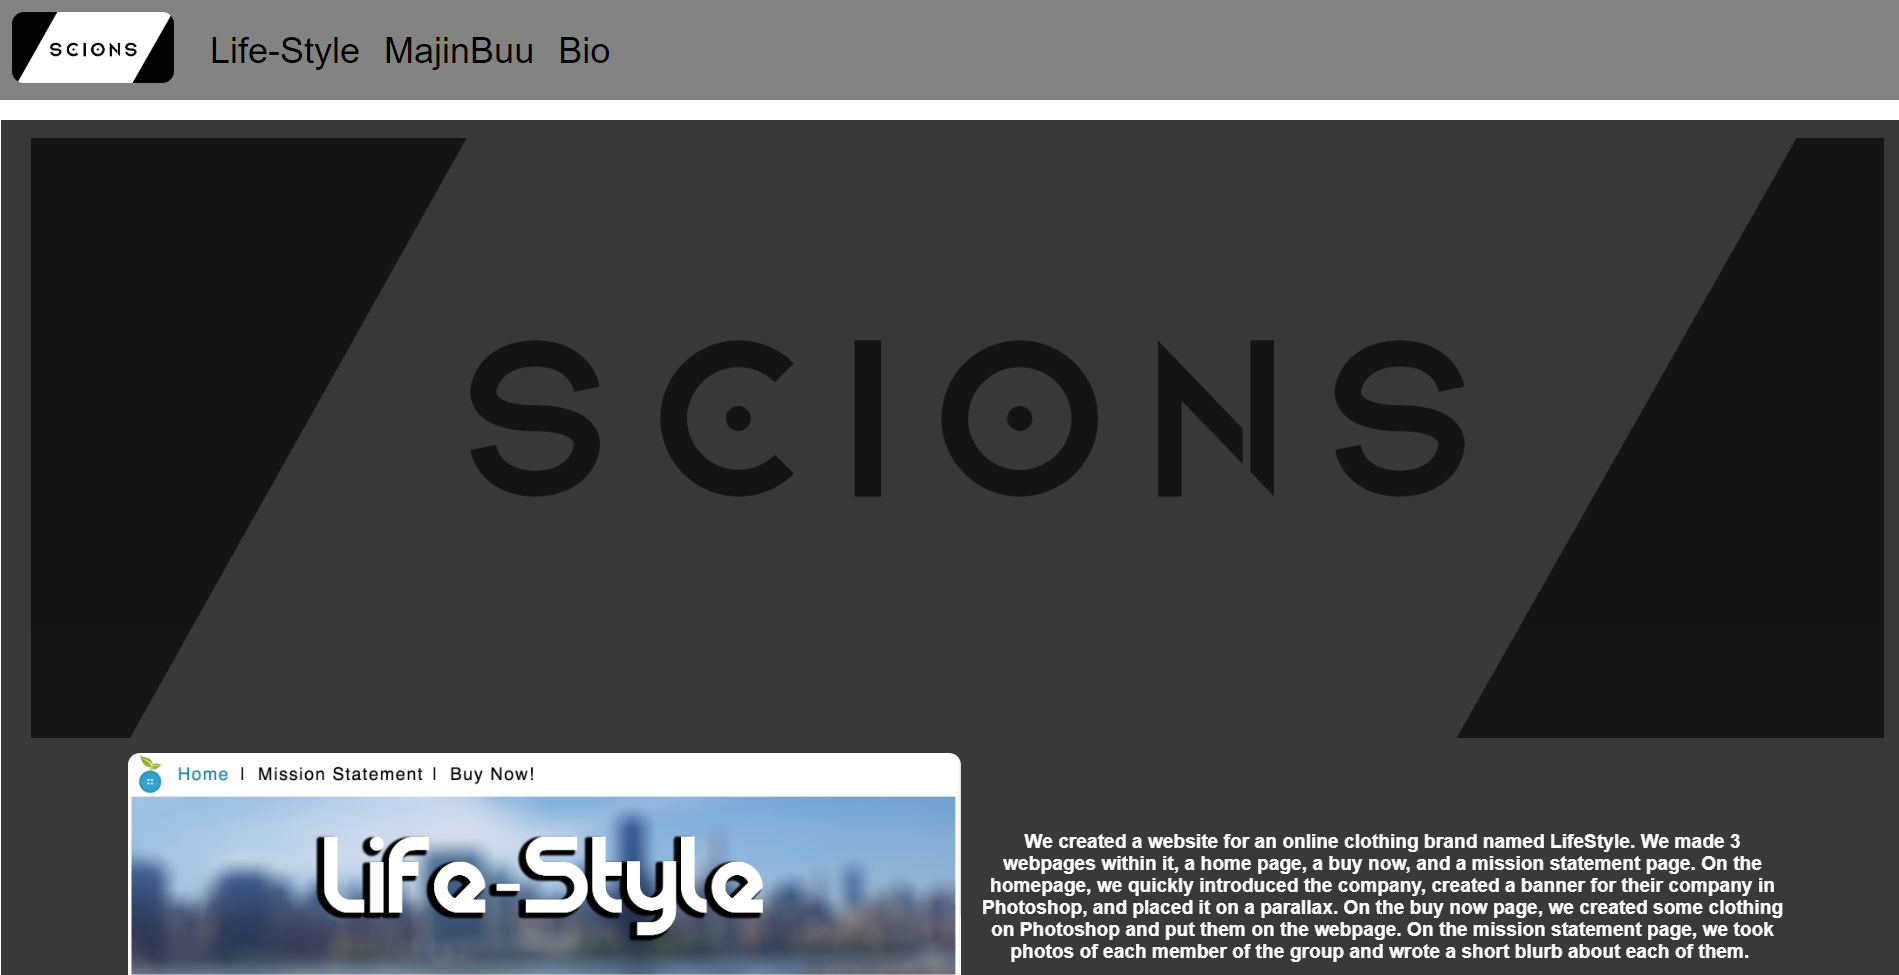 SCIONS
Life-Style MajinBuu Bio
SCIONS
Home | Mission Statement | Buy Now!
Life-Style
We created a website for an online clothing brand named LifeStyle. We made 3
webpages within it, a home page, a buy now, and a mission statement page. On the
homepage, we quickly introduced the company, created a banner for their company in
Photoshop, and placed it on a parallax. On the buy now page, we created some clothing
on Photoshop and put them on the webpage. On the mission statement page, we took
photos of each member of the group and wrote a short blurb about each of them.